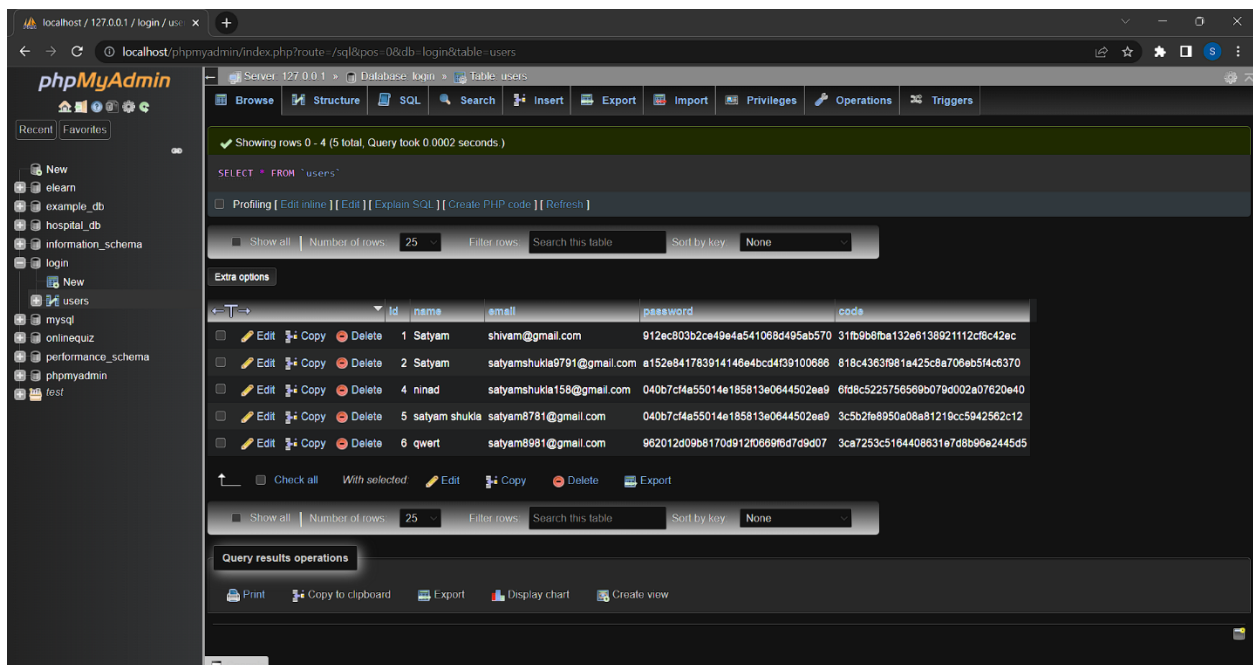 localhost / 127.0.0.1 / login / use
localhost/phpmyadmin/index.php?route=/sql&pos=0&db=login&table=users
S
phpMyAdmin
Recent Favorites
New
elearn
example_db
hospital_db
information_schema
login
New
users
mysql
onlinequiz
performance_schema
phpmyadmin
test
Server: 127.0.0.1 » Database: login » Table: users
Browse Structure SQL Search Insert Export Import Privileges Operations Triggers
Showing rows 0 - 4 (5 total, Query took 0.0002 seconds.)
SELECT * FROM `users`
Profiling [ Edit inline ] [ Edit ] [ Explain SQL ] [ Create PHP code ] [ Refresh ]
Show all | Number of rows: 25 Filter rows: Search this table Sort by key: None
Extra options
←T→ id name email password code
Edit Copy Delete 1 Satyam shivam@gmail.com 912ec803b2ce49e4a541068d495ab570 31fb9b8fba132e6138921112cf8c42ec
Edit Copy Delete 2 Satyam satyamshukla9791@gmail.com a152e841783914146e4bcd4f39100686 818c4363f981a425c8a706eb5f4c6370
Edit Copy Delete 4 ninad satyamshukla158@gmail.com 040b7cf4a55014e185813e0644502ea9 6fd8c5225756569b079d002a07620e40
Edit Copy Delete 5 satyam shukla satyam8781@gmail.com 040b7cf4a55014e185813e0644502ea9 3c5b2fe8950a08a81219cc5942562c12
Edit Copy Delete 6 qwert satyam8981@gmail.com 962012d09b8170d912f0669f6d7d9d07 3ca7253c5164408631e7d8b96e2445d5
Check all With selected: Edit Copy Delete Export
Show all | Number of rows: 25 Filter rows: Search this table Sort by key: None
Query results operations
Print Copy to clipboard Export Display chart Create view